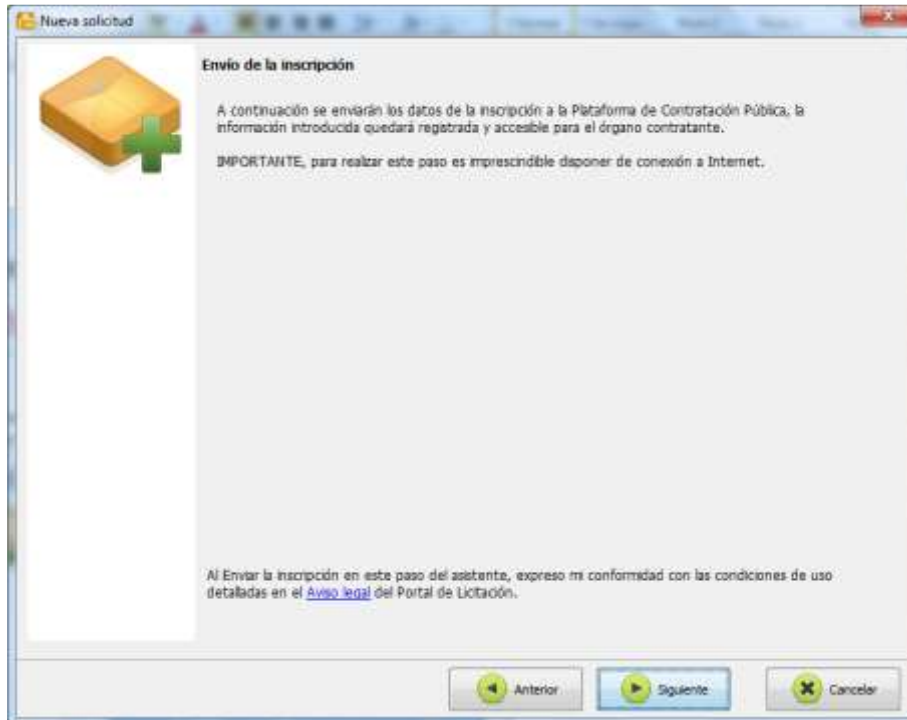 Nueva solicitud
Envío de la inscripción
A continuación se enviarán los datos de la inscripción a la Plataforma de Contratación Pública, la
información introducida quedará registrada y accesible para el órgano contratante.
IMPORTANTE, para realizar este paso es imprescindible disponer de conexión a Internet.
Al Enviar la inscripción en este paso del asistente, expreso mi conformidad con las condiciones de uso
detalladas en el Aviso legal del Portal de Licitación.
Anterior
Siguiente
Cancelar